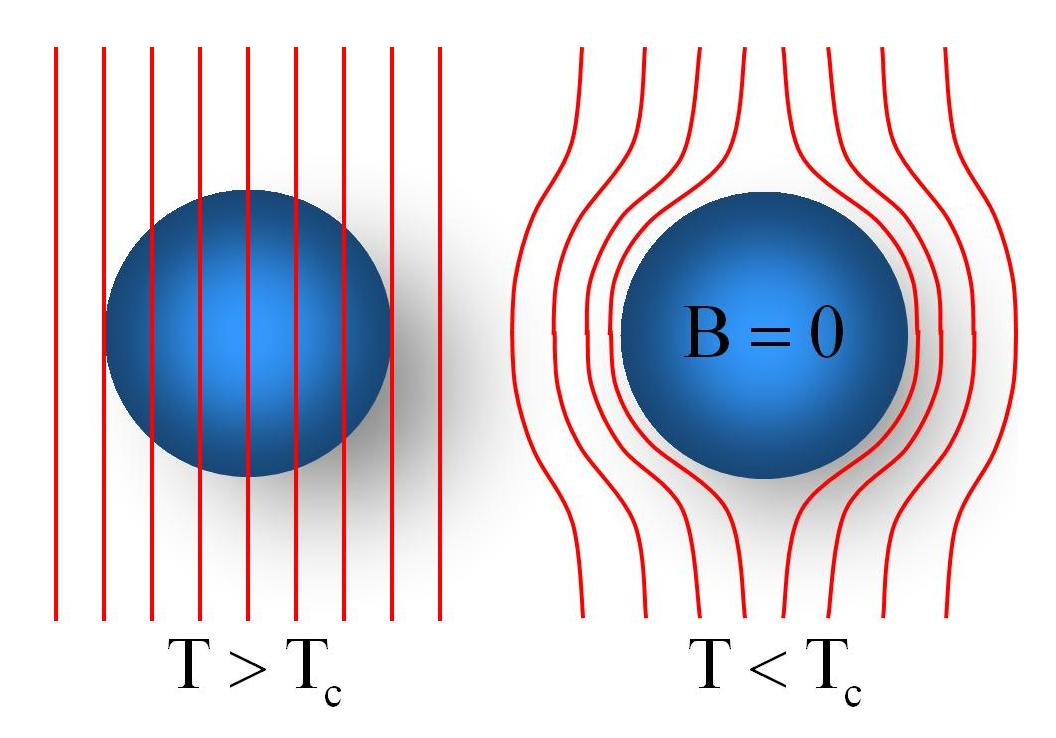 B = 0
T > Tc
T < Tc